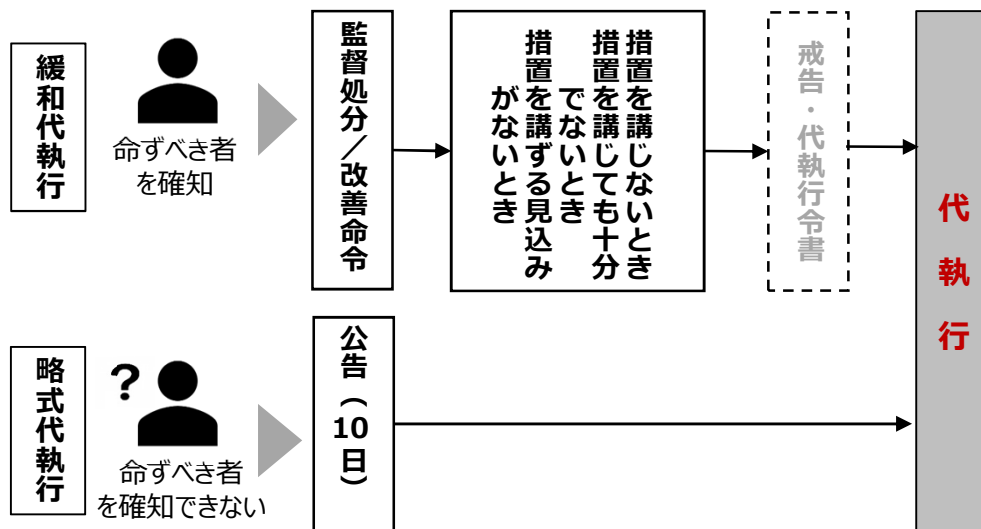 緩和代執行
命ずべき者
を確知
監督処分／改善命令
措置を講じないとき
措置を講じても十分
でないとき
措置を講ずる見込み
がないとき
戒告・代執行令書
代執行
略式代執行
?
命ずべき者
を確知できない
公告（10日）